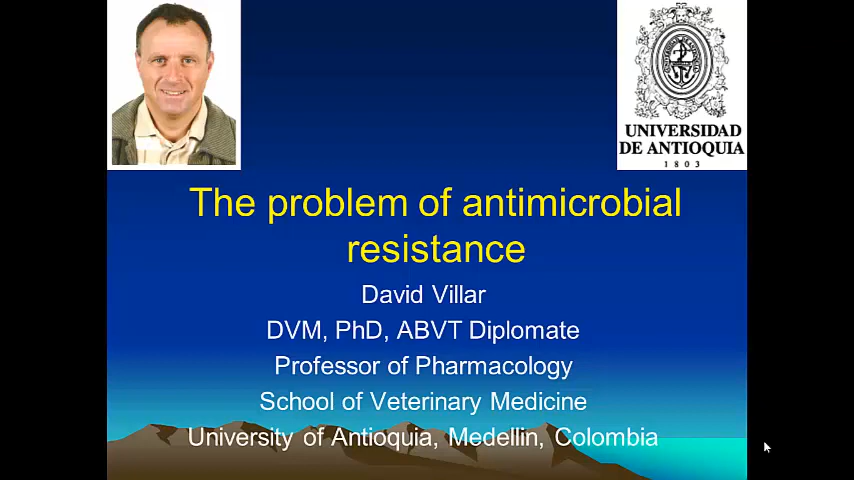 UNIVERSIDAD
DE ANTIOQUIA
1803
The problem of antimicrobial
resistance
David Villar
DVM, PhD, ABVT Diplomate
Professor of Pharmacology
School of Veterinary Medicine
University of Antioquia, Medellin, Colombia